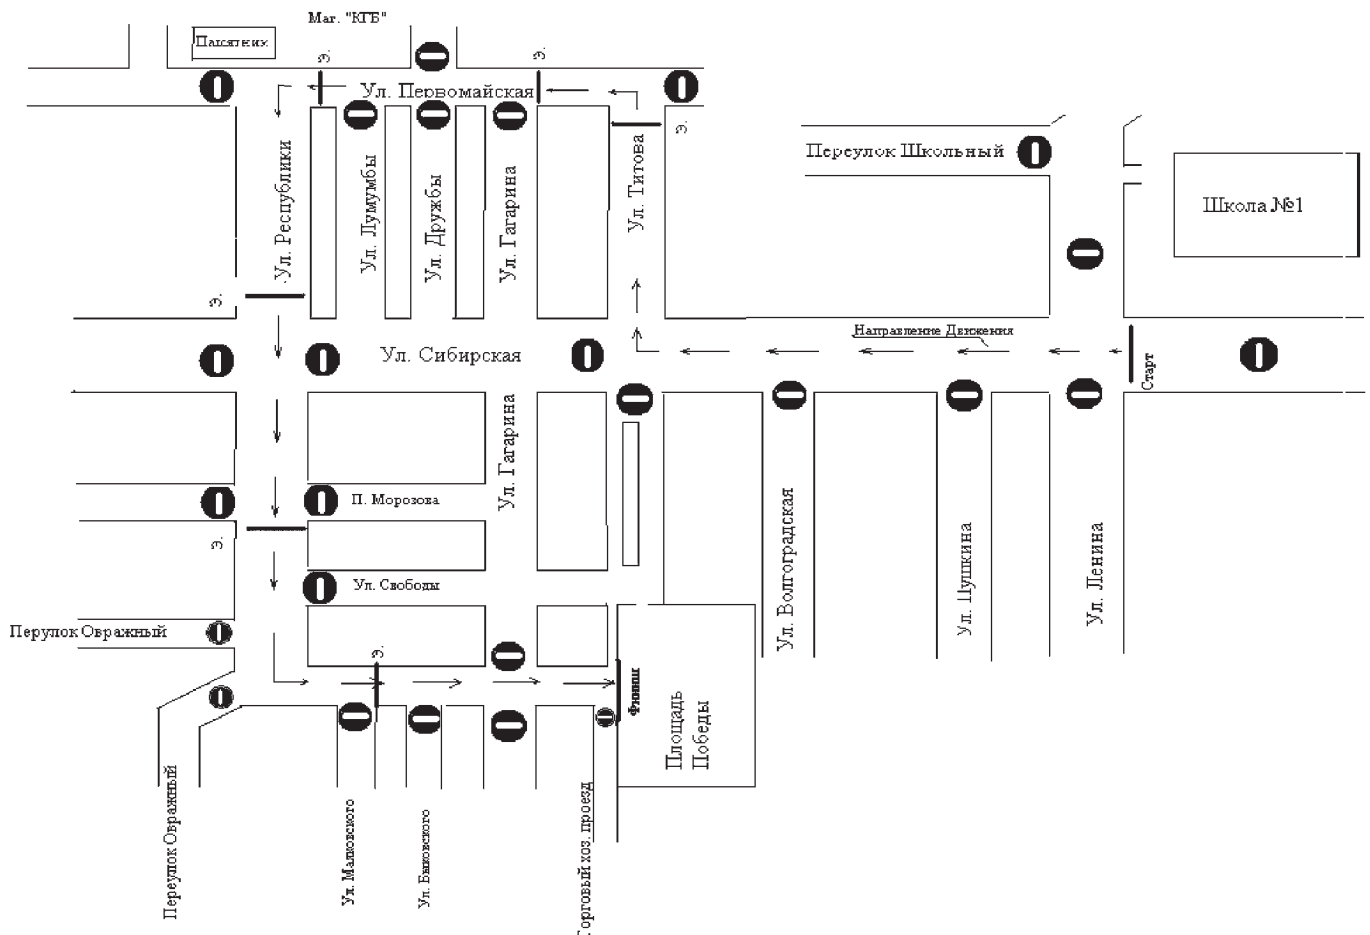 Маг. "КГБ"
Памятник
Э.
Э.
Ул. Первомайская
Э.
Ул. Республики
Ул. Лумумбы
Ул. Дружбы
Ул. Гагарина
Ул. Титова
Переулок Школьный
Школа №1
Э.
Ул. Сибирская
Направление Движения
Старт
Ул. Гагарина
П. Морозова
Э.
Ул. Свободы
Ул. Волгоградская
Ул. Пушкина
Ул. Ленина
Перулок Овражный
Э.
Финиш
Площадь
Победы
Переулок Овражный
Ул. Маяковского
Ул. Быковского
Торговый хоз. проезд